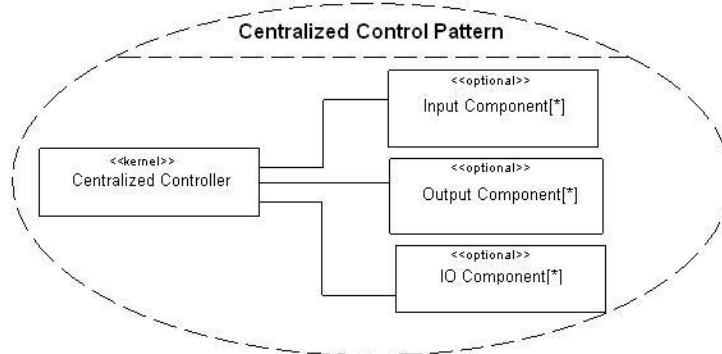 Centralized Control Pattern
<<optional>>
Input Component[*]
<<kernel>>
Centralized Controller
<<optional>>
Output Component[*]
<<optional>>
IO Component[*]